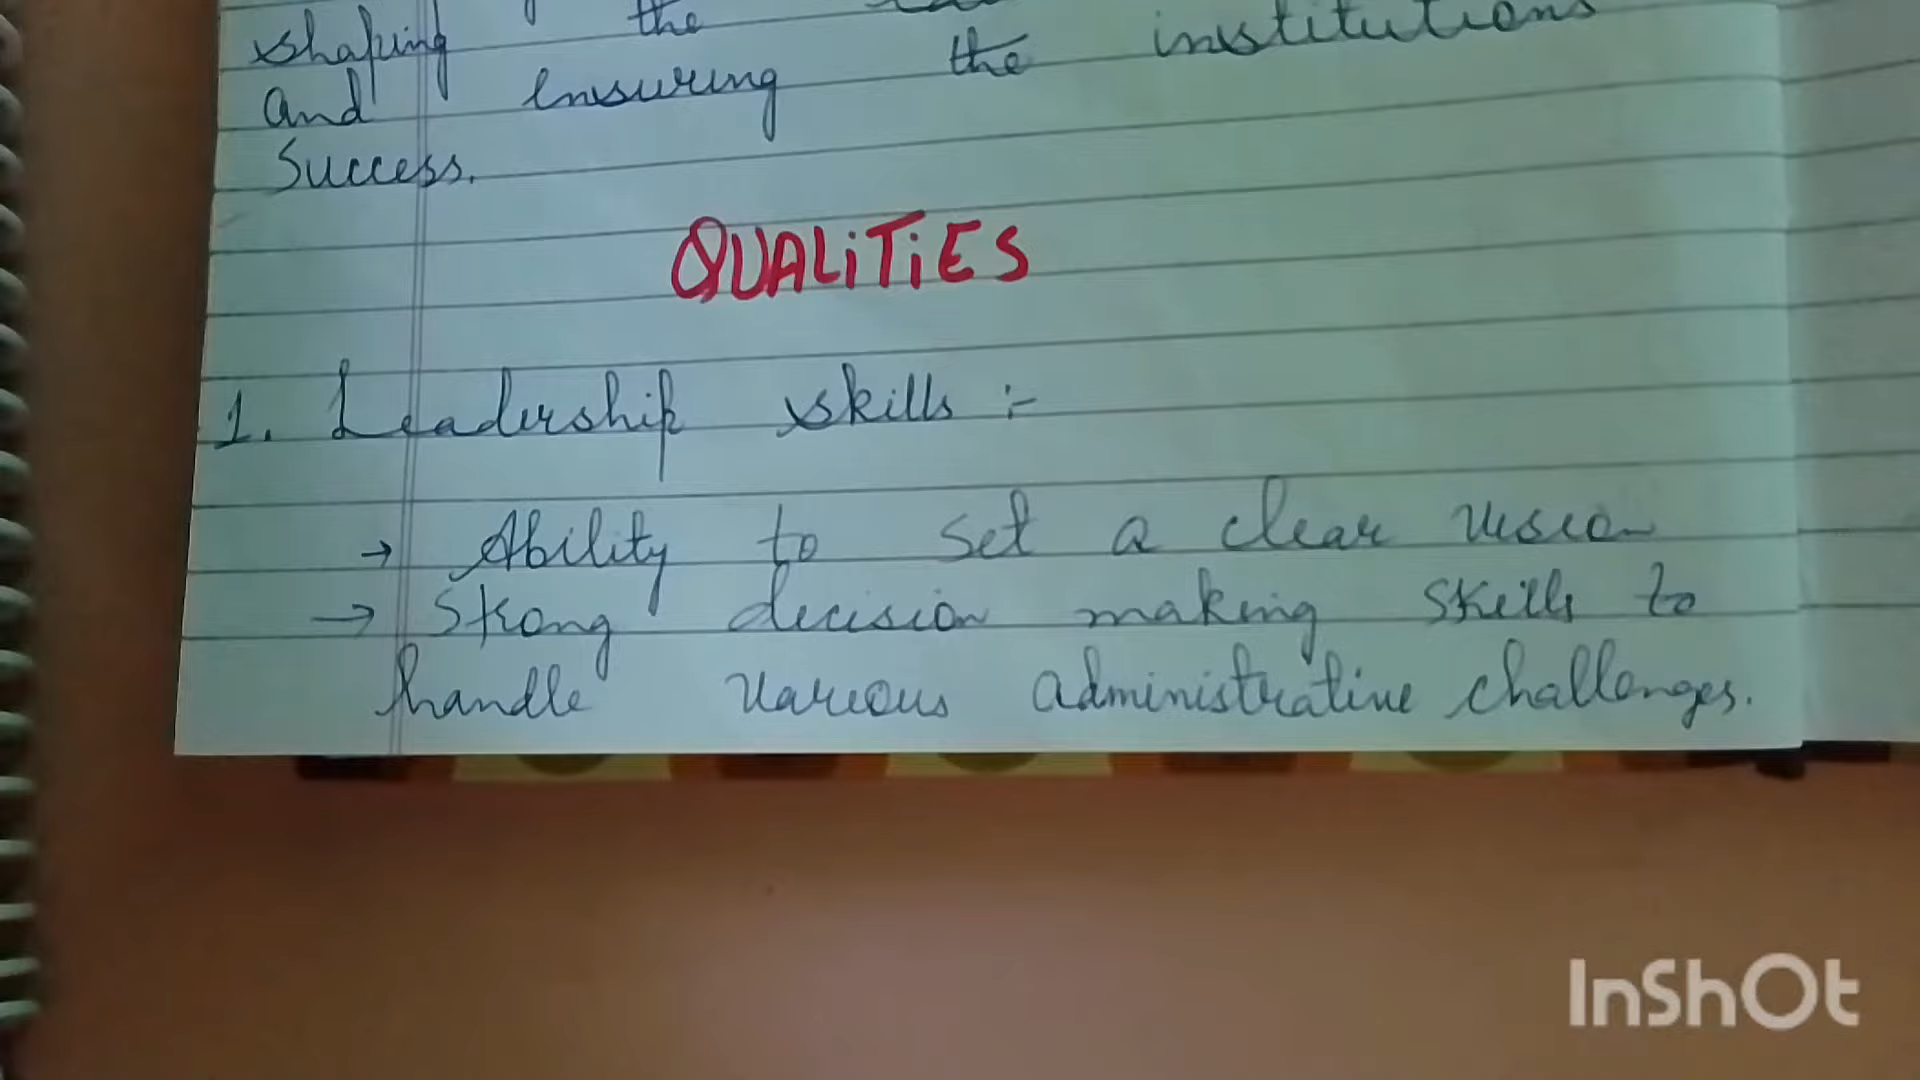 shaping the
and ensuring the institutions
Success.
QUALITIES
1. Leadership skills :-
→ Ability to set a clear vision
→ Strong decision making skills to
handle various administrative challenges.
InShOt